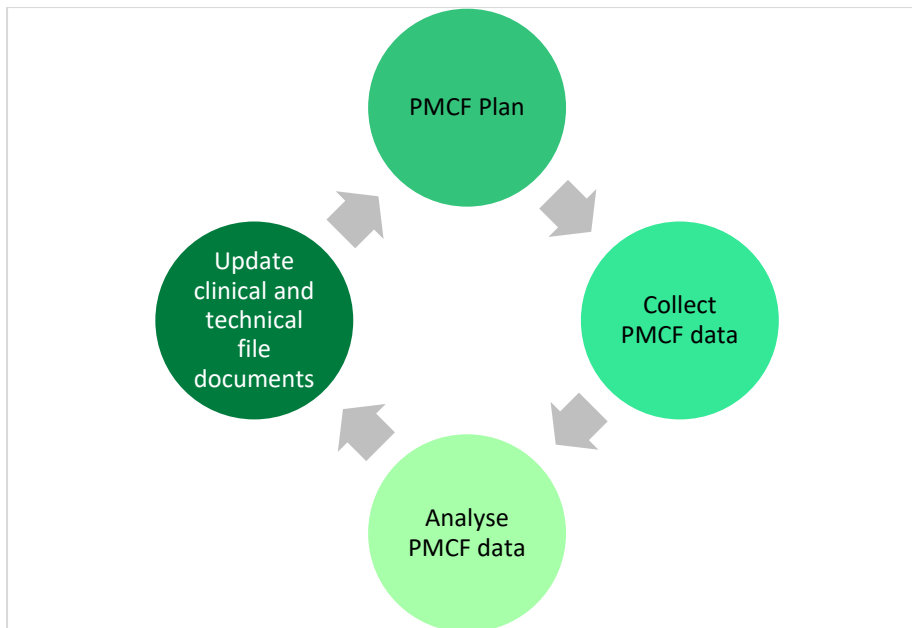 PMCF Plan
Collect
PMCF data
Analyse
PMCF data
Update
clinical and
technical
file
documents